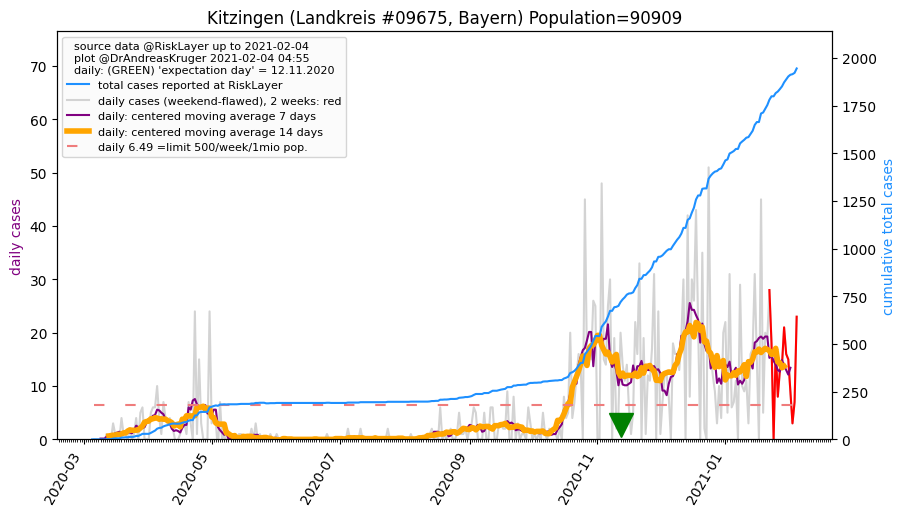 Kitzingen (Landkreis #09675, Bayern) Population=90909
source data @RiskLayer up to 2021-02-04
plot @DrAndreasKruger 2021-02-04 04:55
daily: (GREEN) 'expectation day' = 12.11.2020
total cases reported at RiskLayer
daily cases (weekend-flawed), 2 weeks: red
daily: centered moving average 7 days
daily: centered moving average 14 days
daily 6.49 =limit 500/week/1mio pop.
daily cases
70
60
50
40
30
20
10
0
cumulative total cases
2000
1750
1500
1250
1000
750
500
250
0
2020-03
2020-05
2020-07
2020-09
2020-11
2021-01